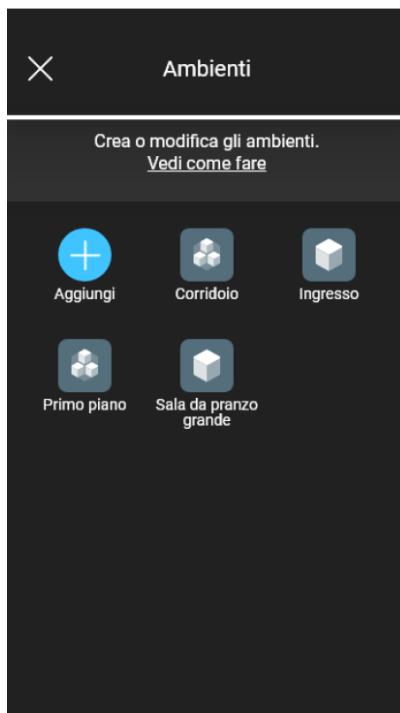 Ambienti
Crea o modifica gli ambienti.
Vedi come fare
Aggiungi
Corridoio
Ingresso
Primo piano
Sala da pranzo
grande